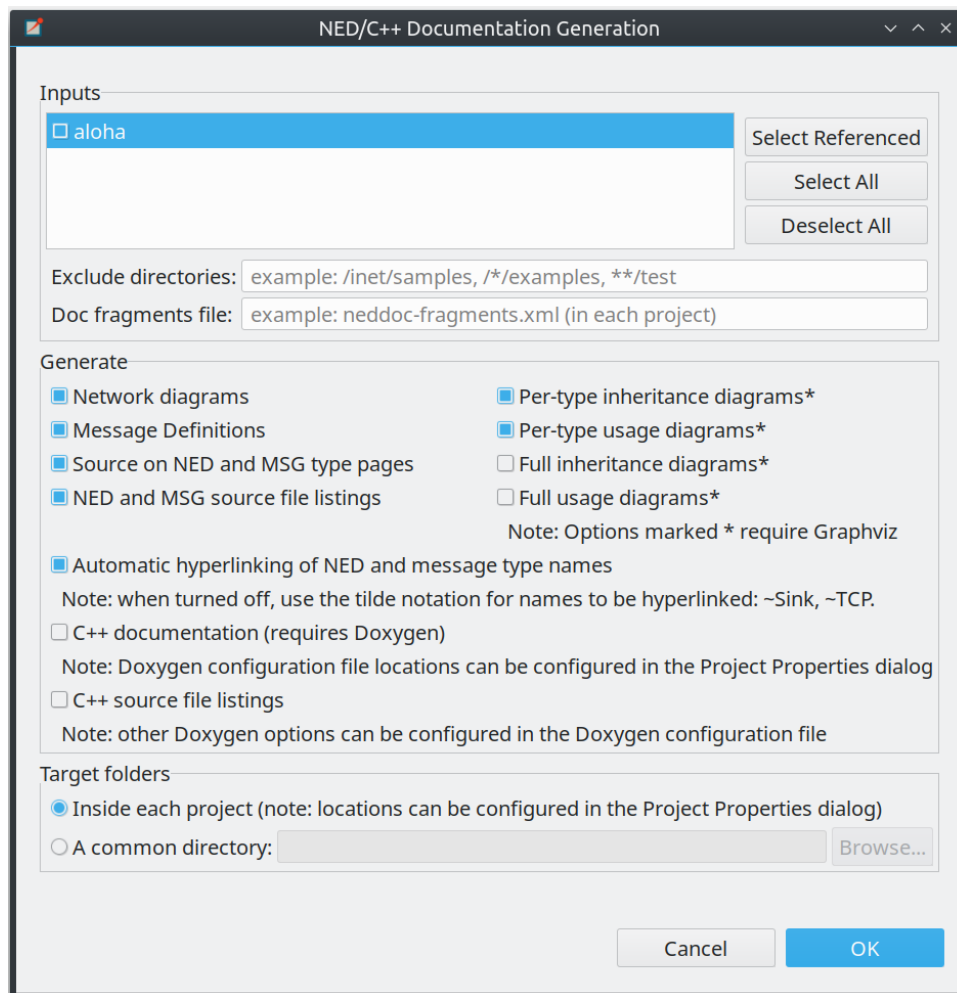 NED/C++ Documentation Generation
Inputs
aloha
Select Referenced
Select All
Deselect All
Exclude directories: example: /inet/samples, /*/examples, **/test
Doc fragments file: example: neddoc-fragments.xml (in each project)
Generate
Network diagrams
Per-type inheritance diagrams*
Message Definitions
Per-type usage diagrams*
Source on NED and MSG type pages
Full inheritance diagrams*
NED and MSG source file listings
Full usage diagrams*
Note: Options marked * require Graphviz
Automatic hyperlinking of NED and message type names
Note: when turned off, use the tilde notation for names to be hyperlinked: ~Sink, ~TCP.
C++ documentation (requires Doxygen)
Note: Doxygen configuration file locations can be configured in the Project Properties dialog
C++ source file listings
Note: other Doxygen options can be configured in the Doxygen configuration file
Target folders
Inside each project (note: locations can be configured in the Project Properties dialog)
A common directory:
Browse...
Cancel
OK